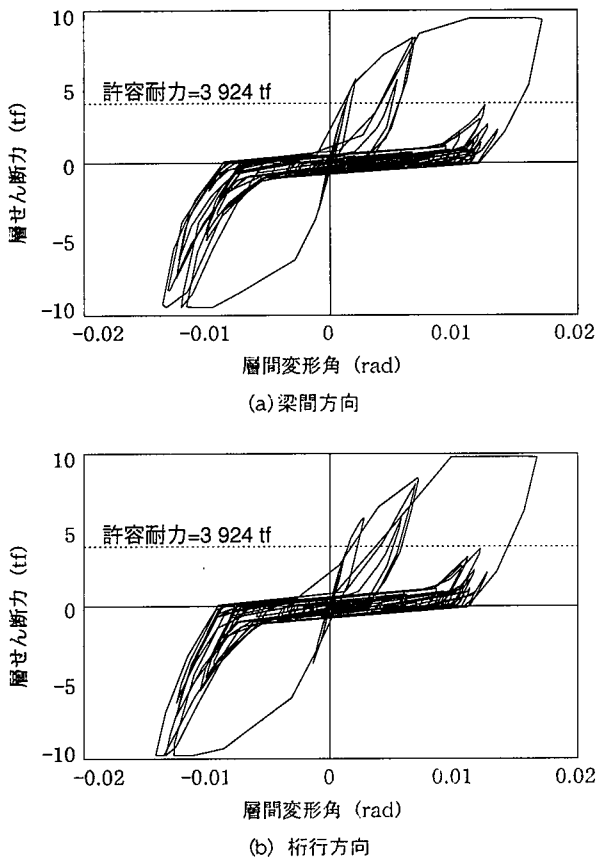 10
5
0
-5
-10
層せん断力 (tf)
許容耐力=3 924 tf
-0.02
-0.01
0
0.01
0.02
層間変形角 (rad)
(a)梁間方向
10
5
0
-5
-10
層せん断力 (tf)
許容耐力=3 924 tf
-0.02
-0.01
0
0.01
0.02
層間変形角 (rad)
(b) 桁行方向